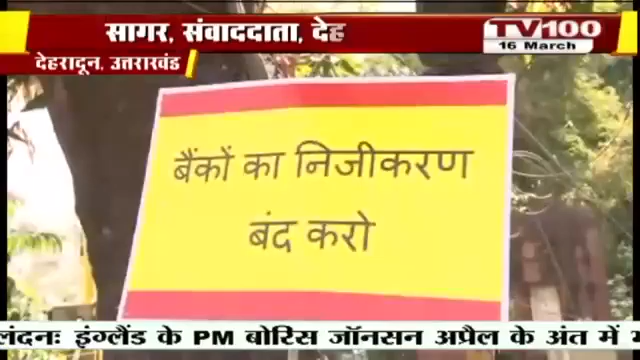 सागर, संवाददाता, देह
TV100
16 March
देहरादून, उत्तराखंड
बैंकों का निजीकरण
बंद करो
लंदनः इंग्लैंड के PM बोरिस जॉनसन अप्रैल के अंत में